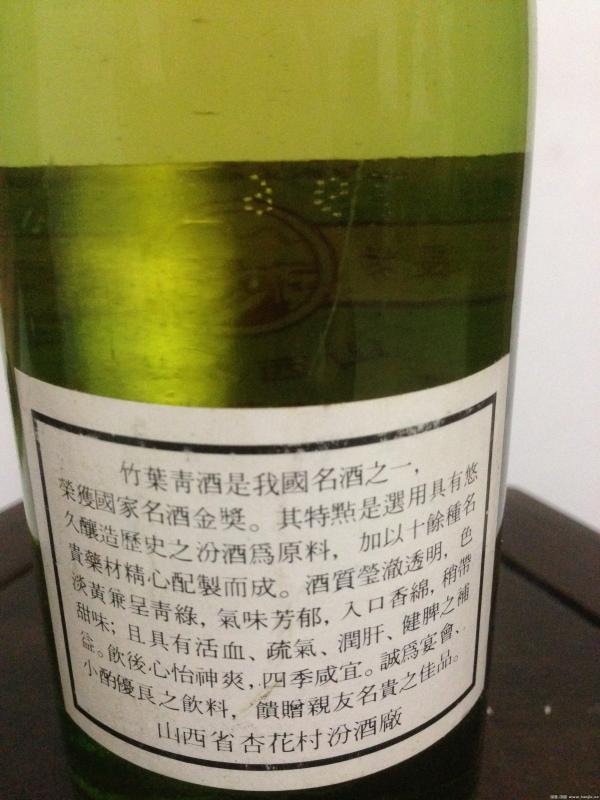 竹葉青酒是我國名酒之一，
榮獲國家名酒金獎。其特點是選用具有悠
久釀造歷史之汾酒爲原料，加以十餘種名
貴藥材精心配製而成。酒質瑩澈透明，色
淡黃兼呈青綠，氣味芳郁，入口香綿，稍帶
甜味；且具有活血、疏氣、潤肝、健脾之補
益。飲後心怡神爽，四季咸宜。誠爲宴會、
小酌優良之飲料，饋贈親友名貴之佳品。
山西省杏花村汾酒廠